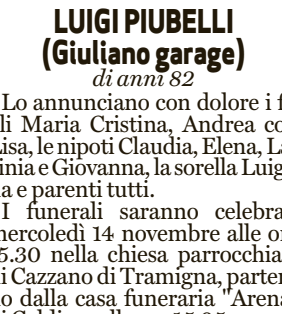 LUIGI PIUBELLI
(Giuliano garage)
di anni 82
Lo annunciano con dolore i f
li Maria Cristina, Andrea co
Lisa, le nipoti Claudia, Elena, La
inia e Giovanna, la sorella Luig
a e parenti tutti.
I funerali saranno celebra
mercoledì 14 novembre alle o
5.30 nella chiesa parrocchia
i Cazzano di Tramigna, parten
o dalla casa funeraria "Arena